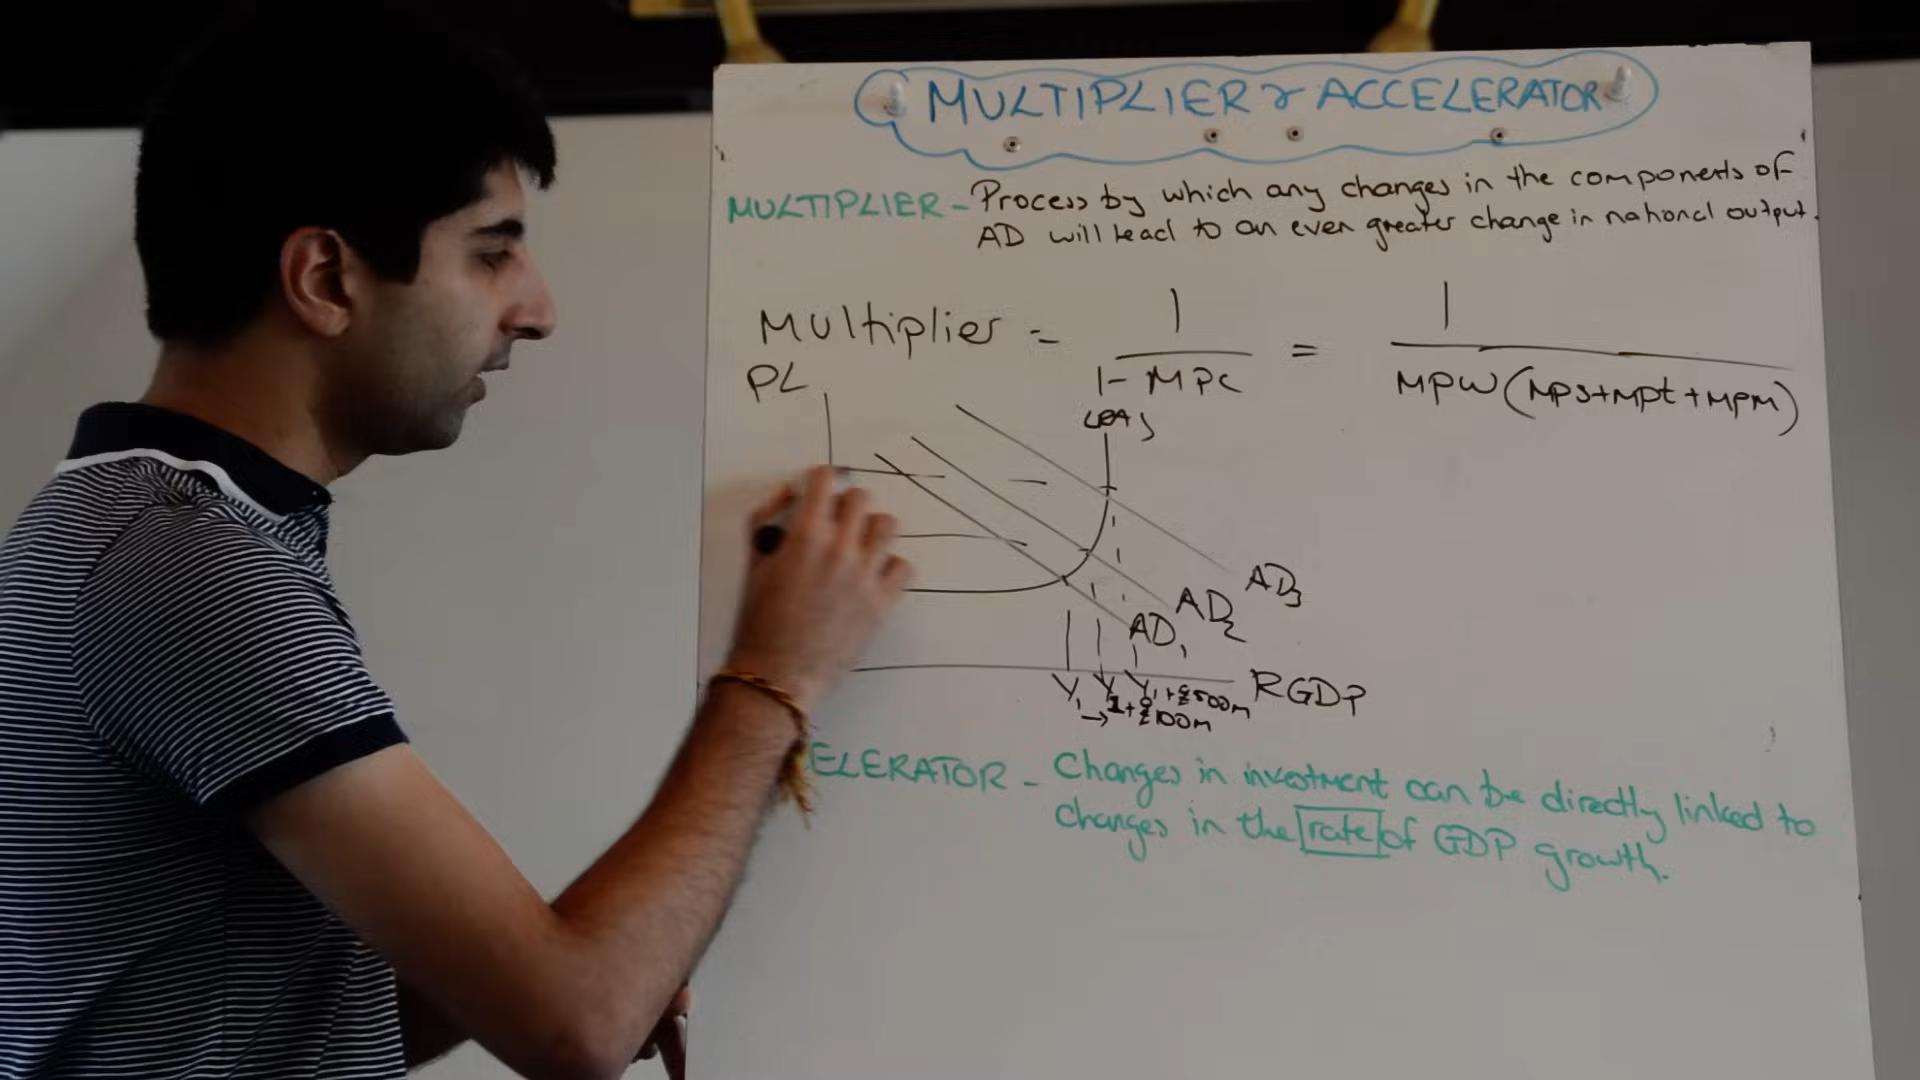 MULTIPLIER & ACCELERATOR
MULTIPLIER - Process by which any changes in the components of
AD will lead to an even greater change in national output.
Multiplier = 1 / 1 - MPC = 1 / MPW (MPS+MPt+MPM)
PL
LRAS
AD3
AD2
AD1
Y1 → Y1+£100m Y1+£500m RGDP
ELERATOR - Changes in investment can be directly linked to
changes in the rate of GDP growth.